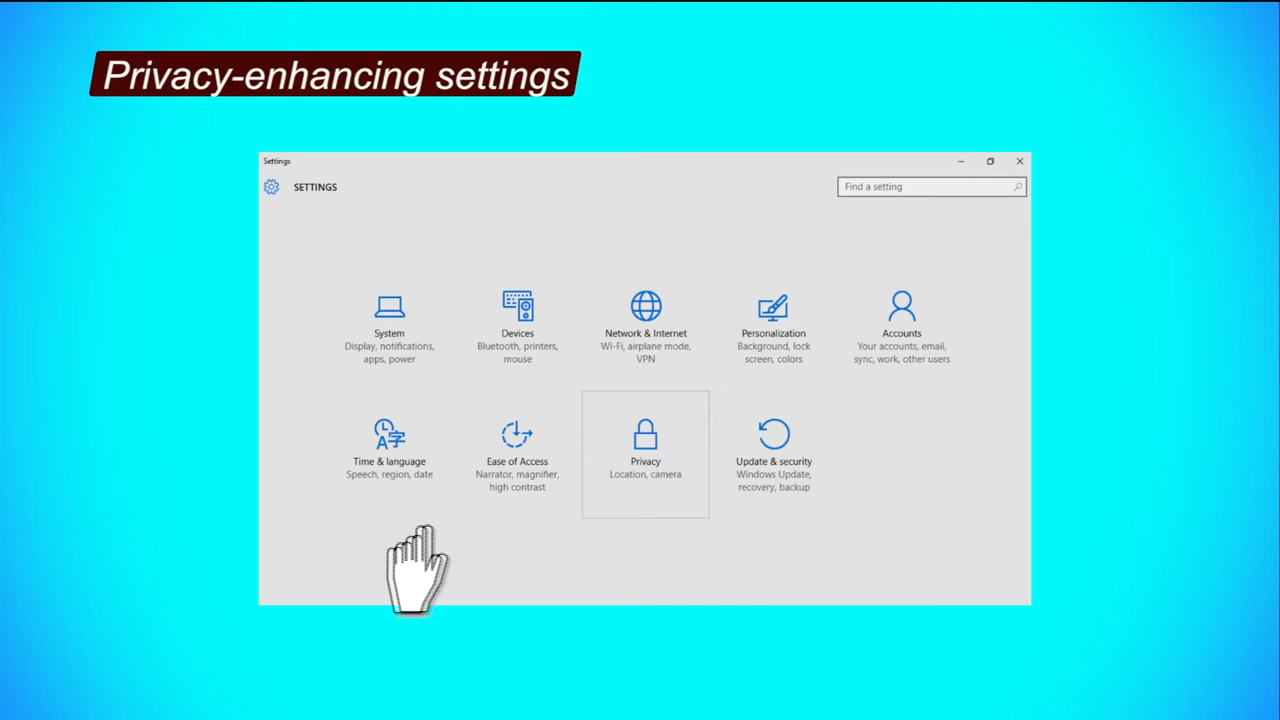 Privacy-enhancing settings
Settings
SETTINGS
Find a setting
System
Display, notifications,
apps, power
Devices
Bluetooth, printers,
mouse
Network & Internet
Wi-Fi, airplane mode,
VPN
Personalization
Background, lock
screen, colors
Accounts
Your accounts, email,
sync, work, other users
Time & language
Speech, region, date
Ease of Access
Narrator, magnifier,
high contrast
Privacy
Location, camera
Update & security
Windows Update,
recovery, backup